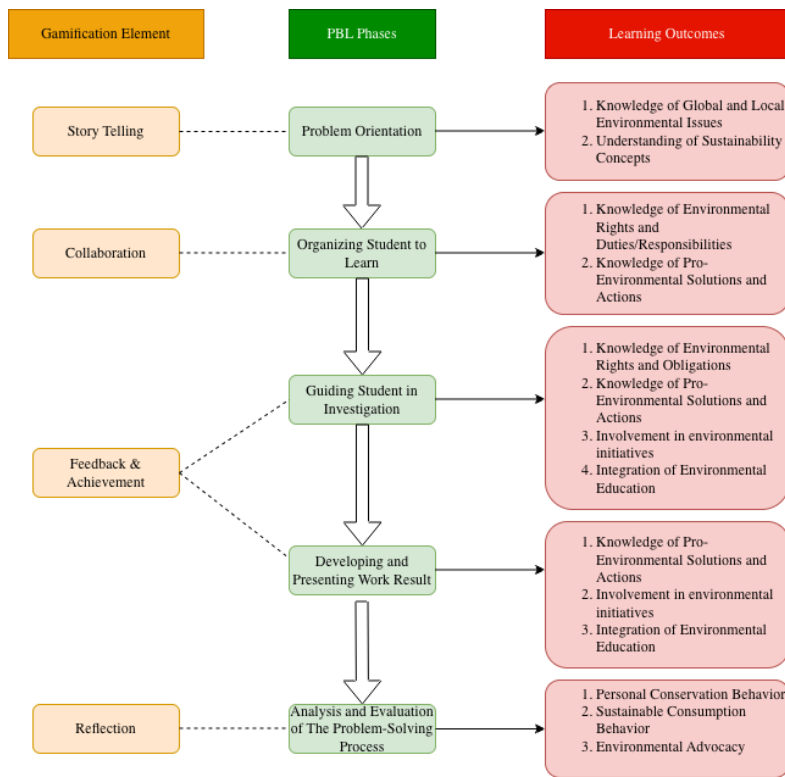 Gamification Element
PBL Phases
Learning Outcomes
Story Telling
Problem Orientation
1. Knowledge of Global and Local
Environmental Issues
2. Understanding of Sustainability
Concepts
Collaboration
Organizing Student to
Learn
1. Knowledge of Environmental
Rights and
Duties/Responsibilities
2. Knowledge of Pro-
Environmental Solutions and
Actions
Feedback &
Achievement
Guiding Student in
Investigation
1. Knowledge of Environmental
Rights and Obligations
2. Knowledge of Pro-
Environmental Solutions and
Actions
3. Involvement in environmental
initiatives
4. Integration of Environmental
Education
Developing and
Presenting Work Result
1. Knowledge of Pro-
Environmental Solutions and
Actions
2. Involvement in environmental
initiatives
3. Integration of Environmental
Education
Reflection
Analysis and Evaluation
of The Problem-Solving
Process
1. Personal Conservation Behavior
2. Sustainable Consumption
Behavior
3. Environmental Advocacy